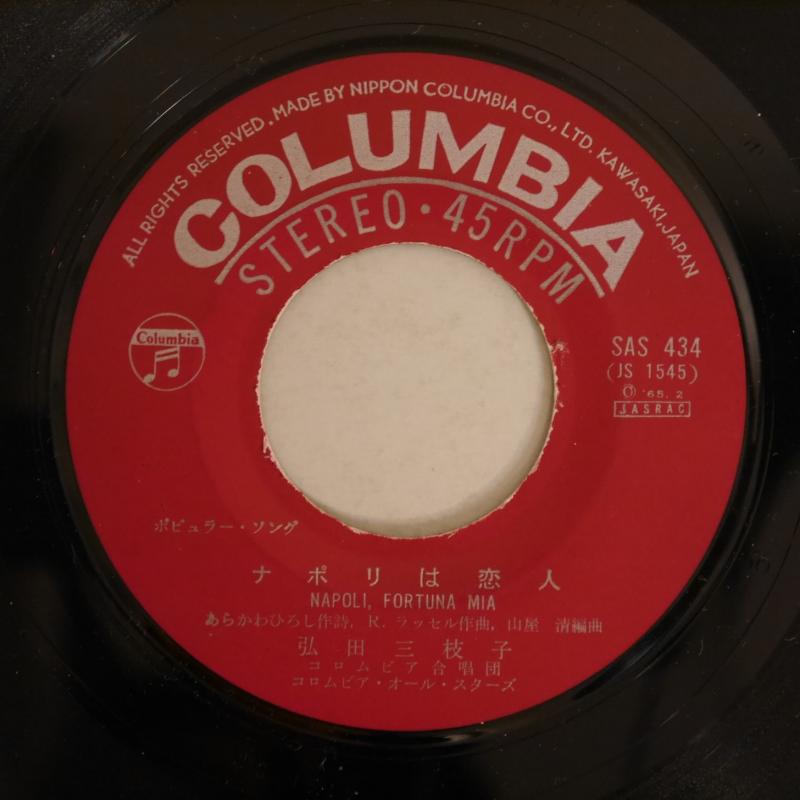 ALL RIGHTS RESERVED. MADE BY NIPPON COLUMBIA CO., LTD. KAWASAKI, JAPAN
COLUMBIA
STEREO・45RPM
Columbia
SAS 434
(JS 1545)
'65. 2
JASRAC
ポピュラー・ソング
ナポリは恋人
NAPOLI, FORTUNA MIA
あらかわひろし作詩, R. ラッセル作曲, 山屋 清編曲
弘田三枝子
コロムビア合唱団
コロムビア・オール・スターズ